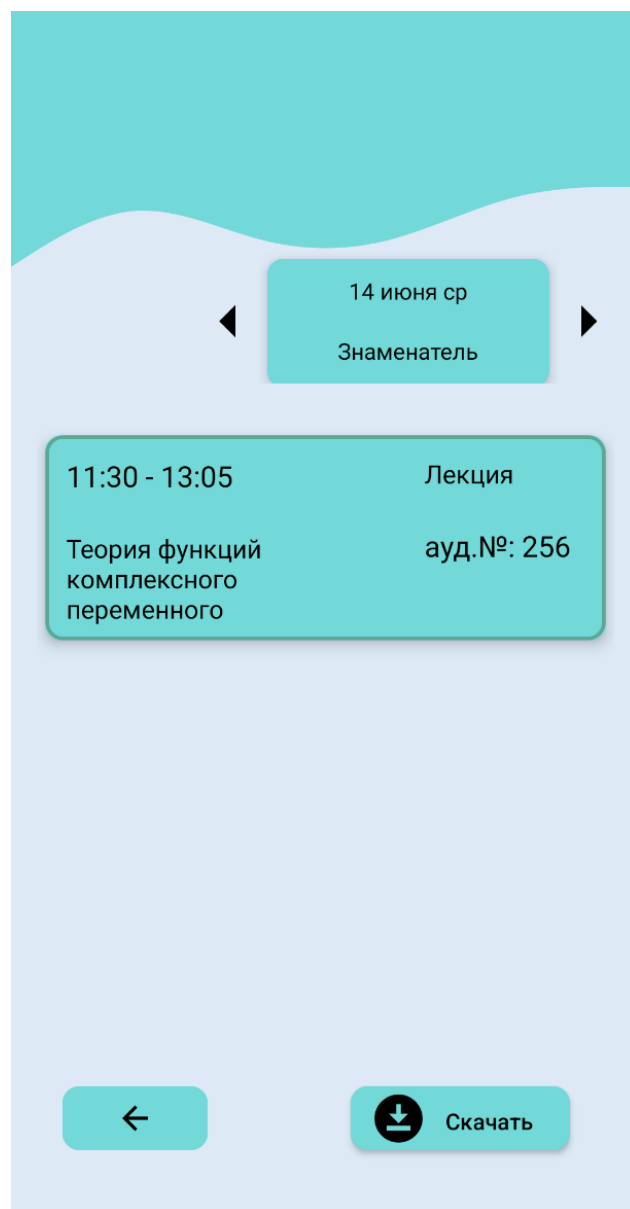 14 июня ср
Знаменатель
11:30 - 13:05
Лекция
Теория функций
комплексного
переменного
ауд.№: 256
Скачать